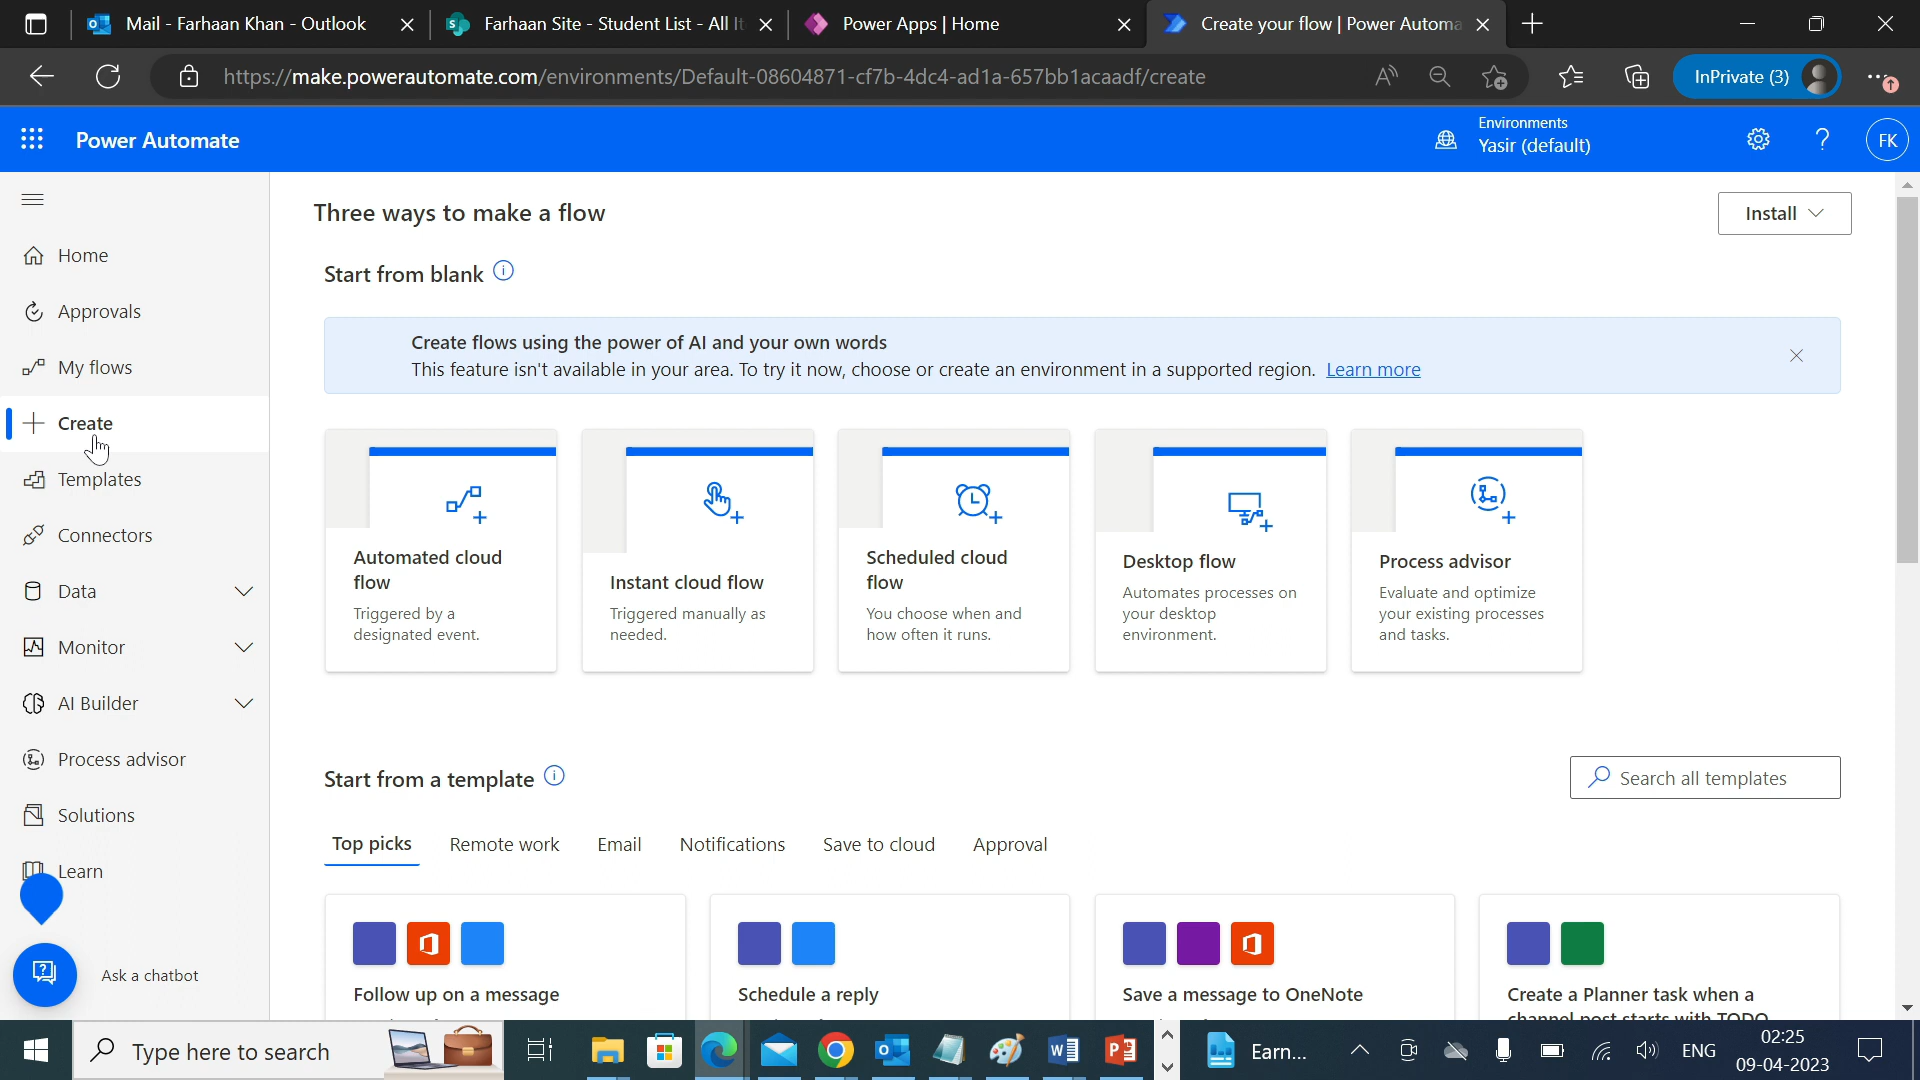 Mail - Farhaan Khan - Outlook
Farhaan Site - Student List - All
Power Apps | Home
Create your flow | Power Automa
https://make.powerautomate.com/environments/Default-08604871-cf7b-4dc4-ad1a-657bb1acaadf/create
InPrivate (3)
Power Automate
Environments
Yasir (default)
?
FK
Home
Approvals
My flows
Create
Templates
Connectors
Data
Monitor
AI Builder
Process advisor
Solutions
Learn
Ask a chatbot
Three ways to make a flow
Install
Start from blank
Create flows using the power of AI and your own words
This feature isn't available in your area. To try it now, choose or create an environment in a supported region. Learn more
Automated cloud
flow
Triggered by a
designated event.
Instant cloud flow
Triggered manually as
needed.
Scheduled cloud
flow
You choose when and
how often it runs.
Desktop flow
Automates processes on
your desktop
environment.
Process advisor
Evaluate and optimize
your existing processes
and tasks.
Start from a template
Search all templates
Top picks
Remote work
Email
Notifications
Save to cloud
Approval
Follow up on a message
Schedule a reply
Save a message to OneNote
Create a Planner task when a
channel post starts with TODO
Type here to search
Earn...
ENG
02:25
09-04-2023